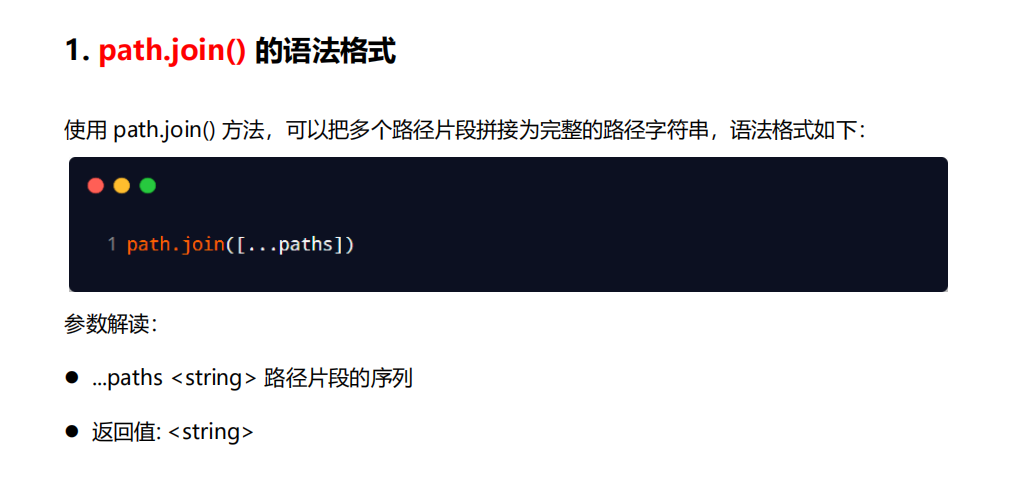 1. path.join() 的语法格式
使用 path.join() 方法，可以把多个路径片段拼接为完整的路径字符串，语法格式如下：
1 path.join([...paths])
参数解读：
● ...paths <string> 路径片段的序列
● 返回值: <string>